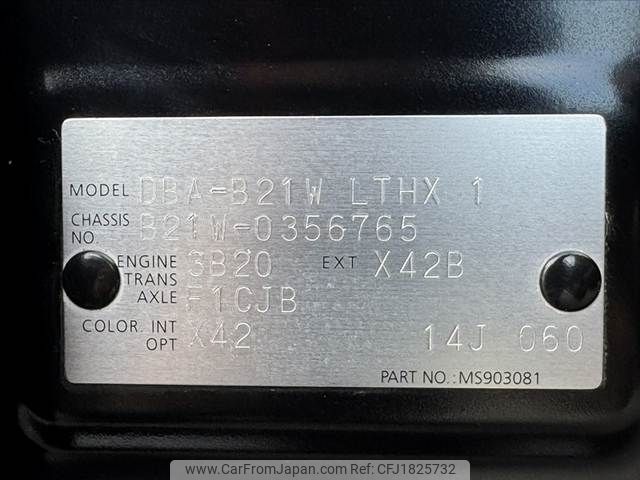 MODEL DBA-B21W LTHX 1
CHASSIS NO. B21W-0356765
ENGINE 3B20 EXT X42B
TRANS AXLE F1CJB
COLOR. INT X42
OPT 14J 060
PART NO.: MS903081
www.CarFromJapan.com Ref No. CFJ1825732